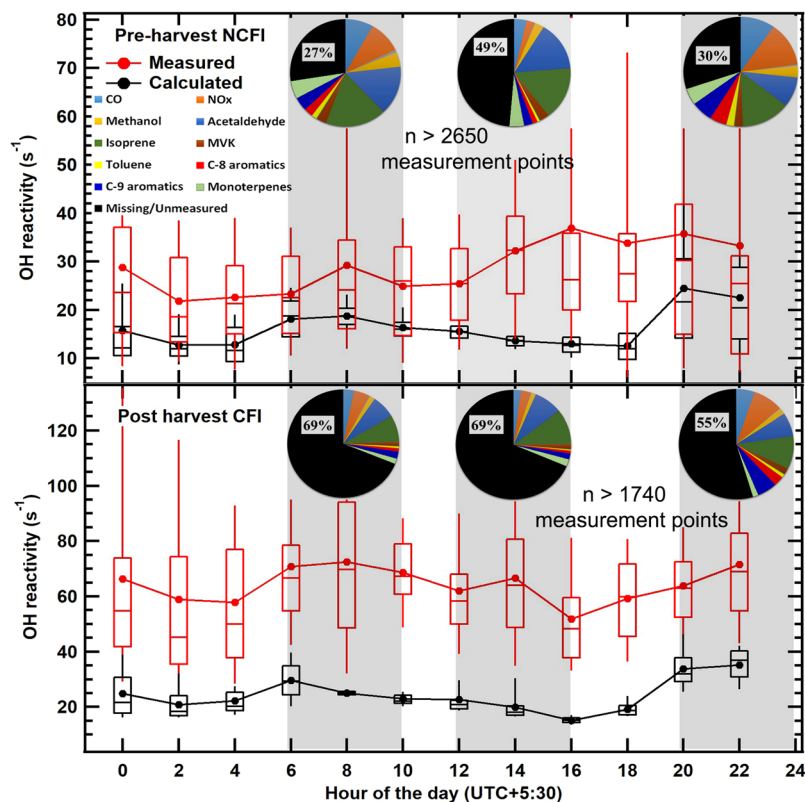 80
70
60
50
40
30
20
10
OH reactivity (s-1)
Pre-harvest NCFI
Measured
Calculated
CO NOx
Methanol Acetaldehyde
Isoprene MVK
Toluene C-8 aromatics
C-9 aromatics Monoterpenes
Missing/Unmeasured
27%
49%
30%
n > 2650
measurement points
120
100
80
60
40
20
OH reactivity (s-1)
Post harvest CFI
69%
69%
55%
n > 1740
measurement points
0 2 4 6 8 10 12 14 16 18 20 22 24
Hour of the day (UTC+5:30)